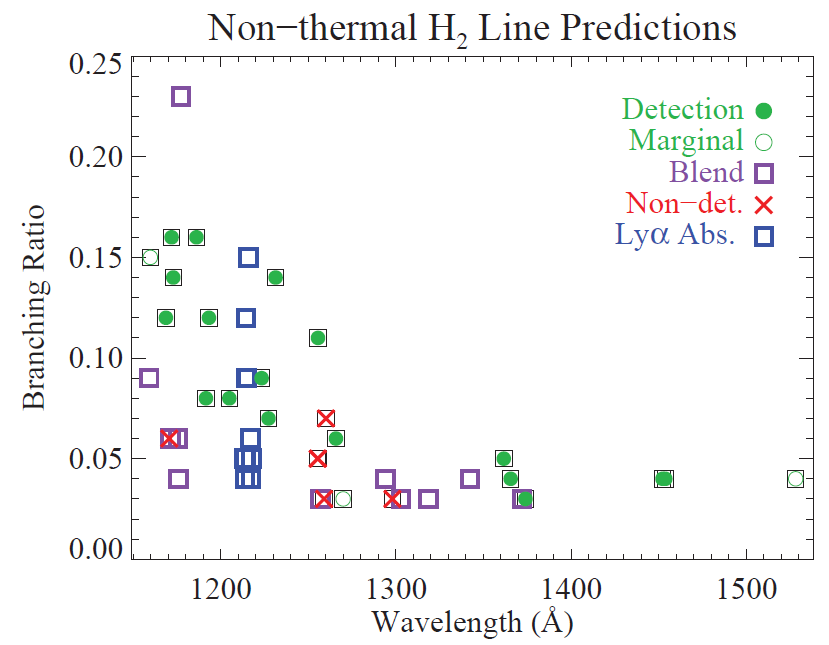 Non−thermal H₂ Line Predictions
0.25
0.20
0.15
0.10
0.05
0.00
Branching Ratio
Detection
Marginal
Blend
Non−det.
Lyα Abs.
1200
1300
1400
1500
Wavelength (Å)